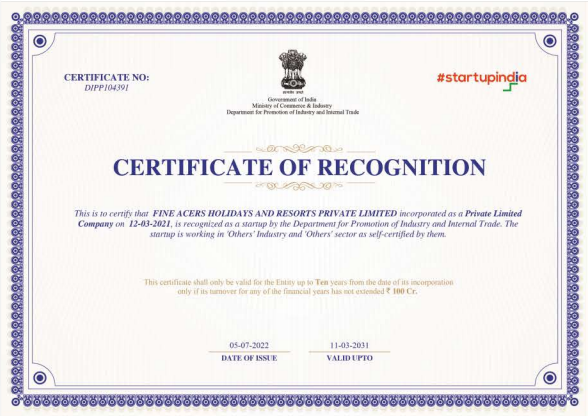 CERTIFICATE NO:
DIPP104391
सत्यमेव जयते
Government of India
Ministry of Commerce & Industry
Department for Promotion of Industry and Internal Trade
#startupindia
CERTIFICATE OF RECOGNITION
This is to certify that FINE ACERS HOLIDAYS AND RESORTS PRIVATE LIMITED incorporated as a Private Limited
Company on 12-03-2021, is recognized as a startup by the Department for Promotion of Industry and Internal Trade. The
startup is working in 'Others' Industry and 'Others' sector as self-certified by them.
This certificate shall only be valid for the Entity up to Ten years from the date of its incorporation
only if its turnover for any of the financial years has not extended ₹ 100 Cr.
05-07-2022
DATE OF ISSUE
11-03-2031
VALID UPTO